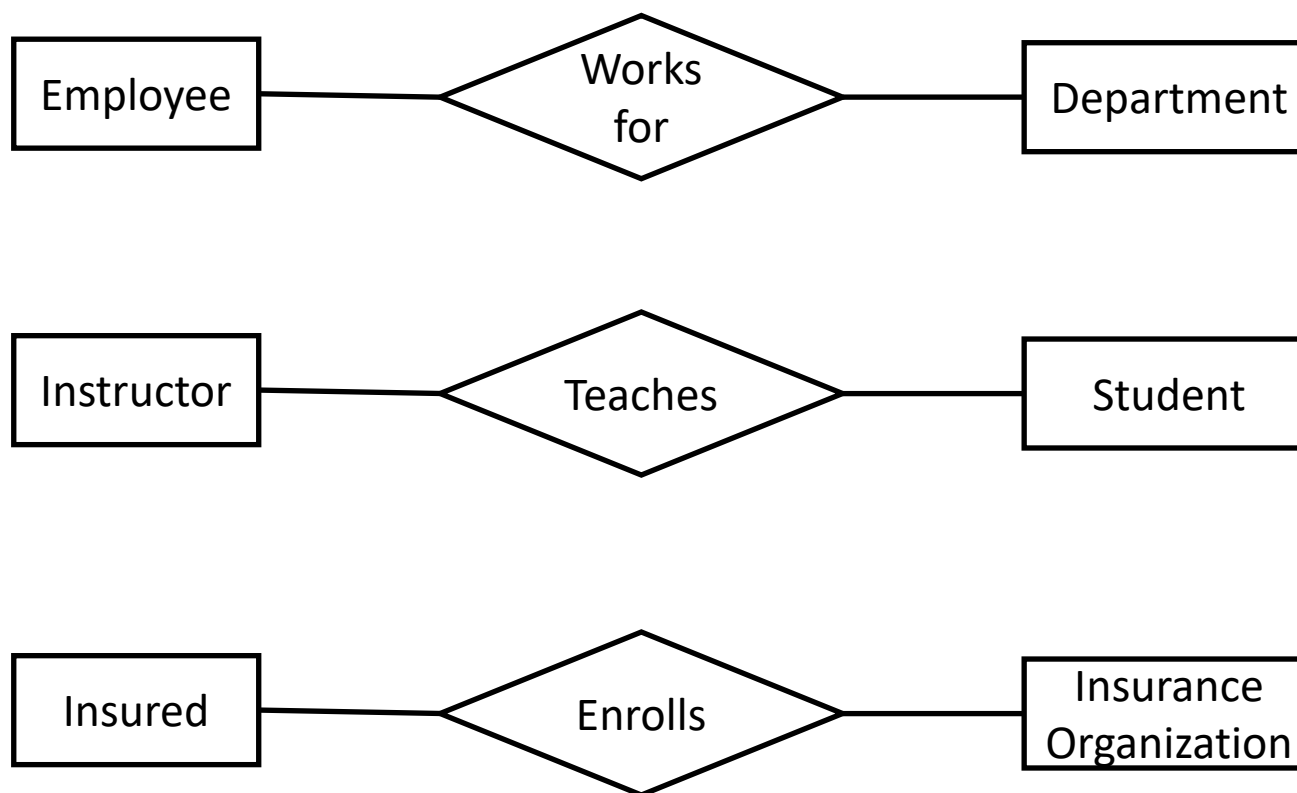 Employee
Works
for
Department
Instructor
Teaches
Student
Insured
Enrolls
Insurance
Organization